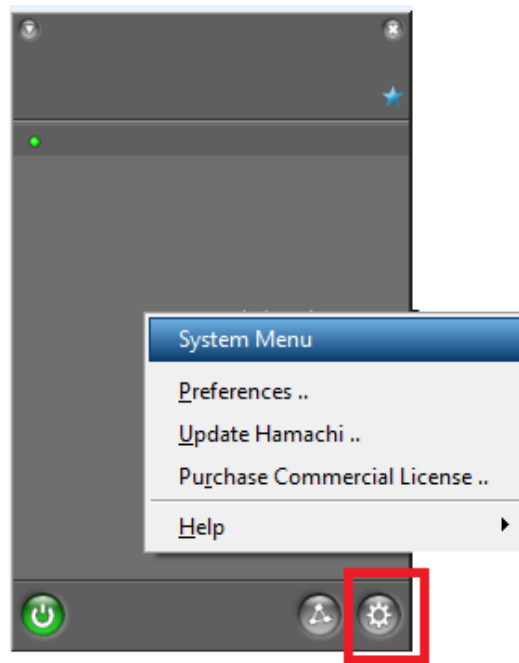 System Menu
Preferences ..
Update Hamachi ..
Purchase Commercial License ..
Help